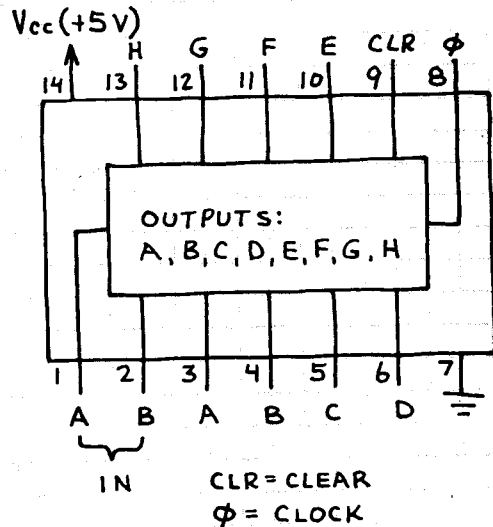 Vcc (+5 V)
H G F E CLR φ
14 13 12 11 10 9 8
OUTPUTS:
A, B, C, D, E, F, G, H
1 2 3 4 5 6 7
A B A B C D
IN
CLR = CLEAR
φ = CLOCK